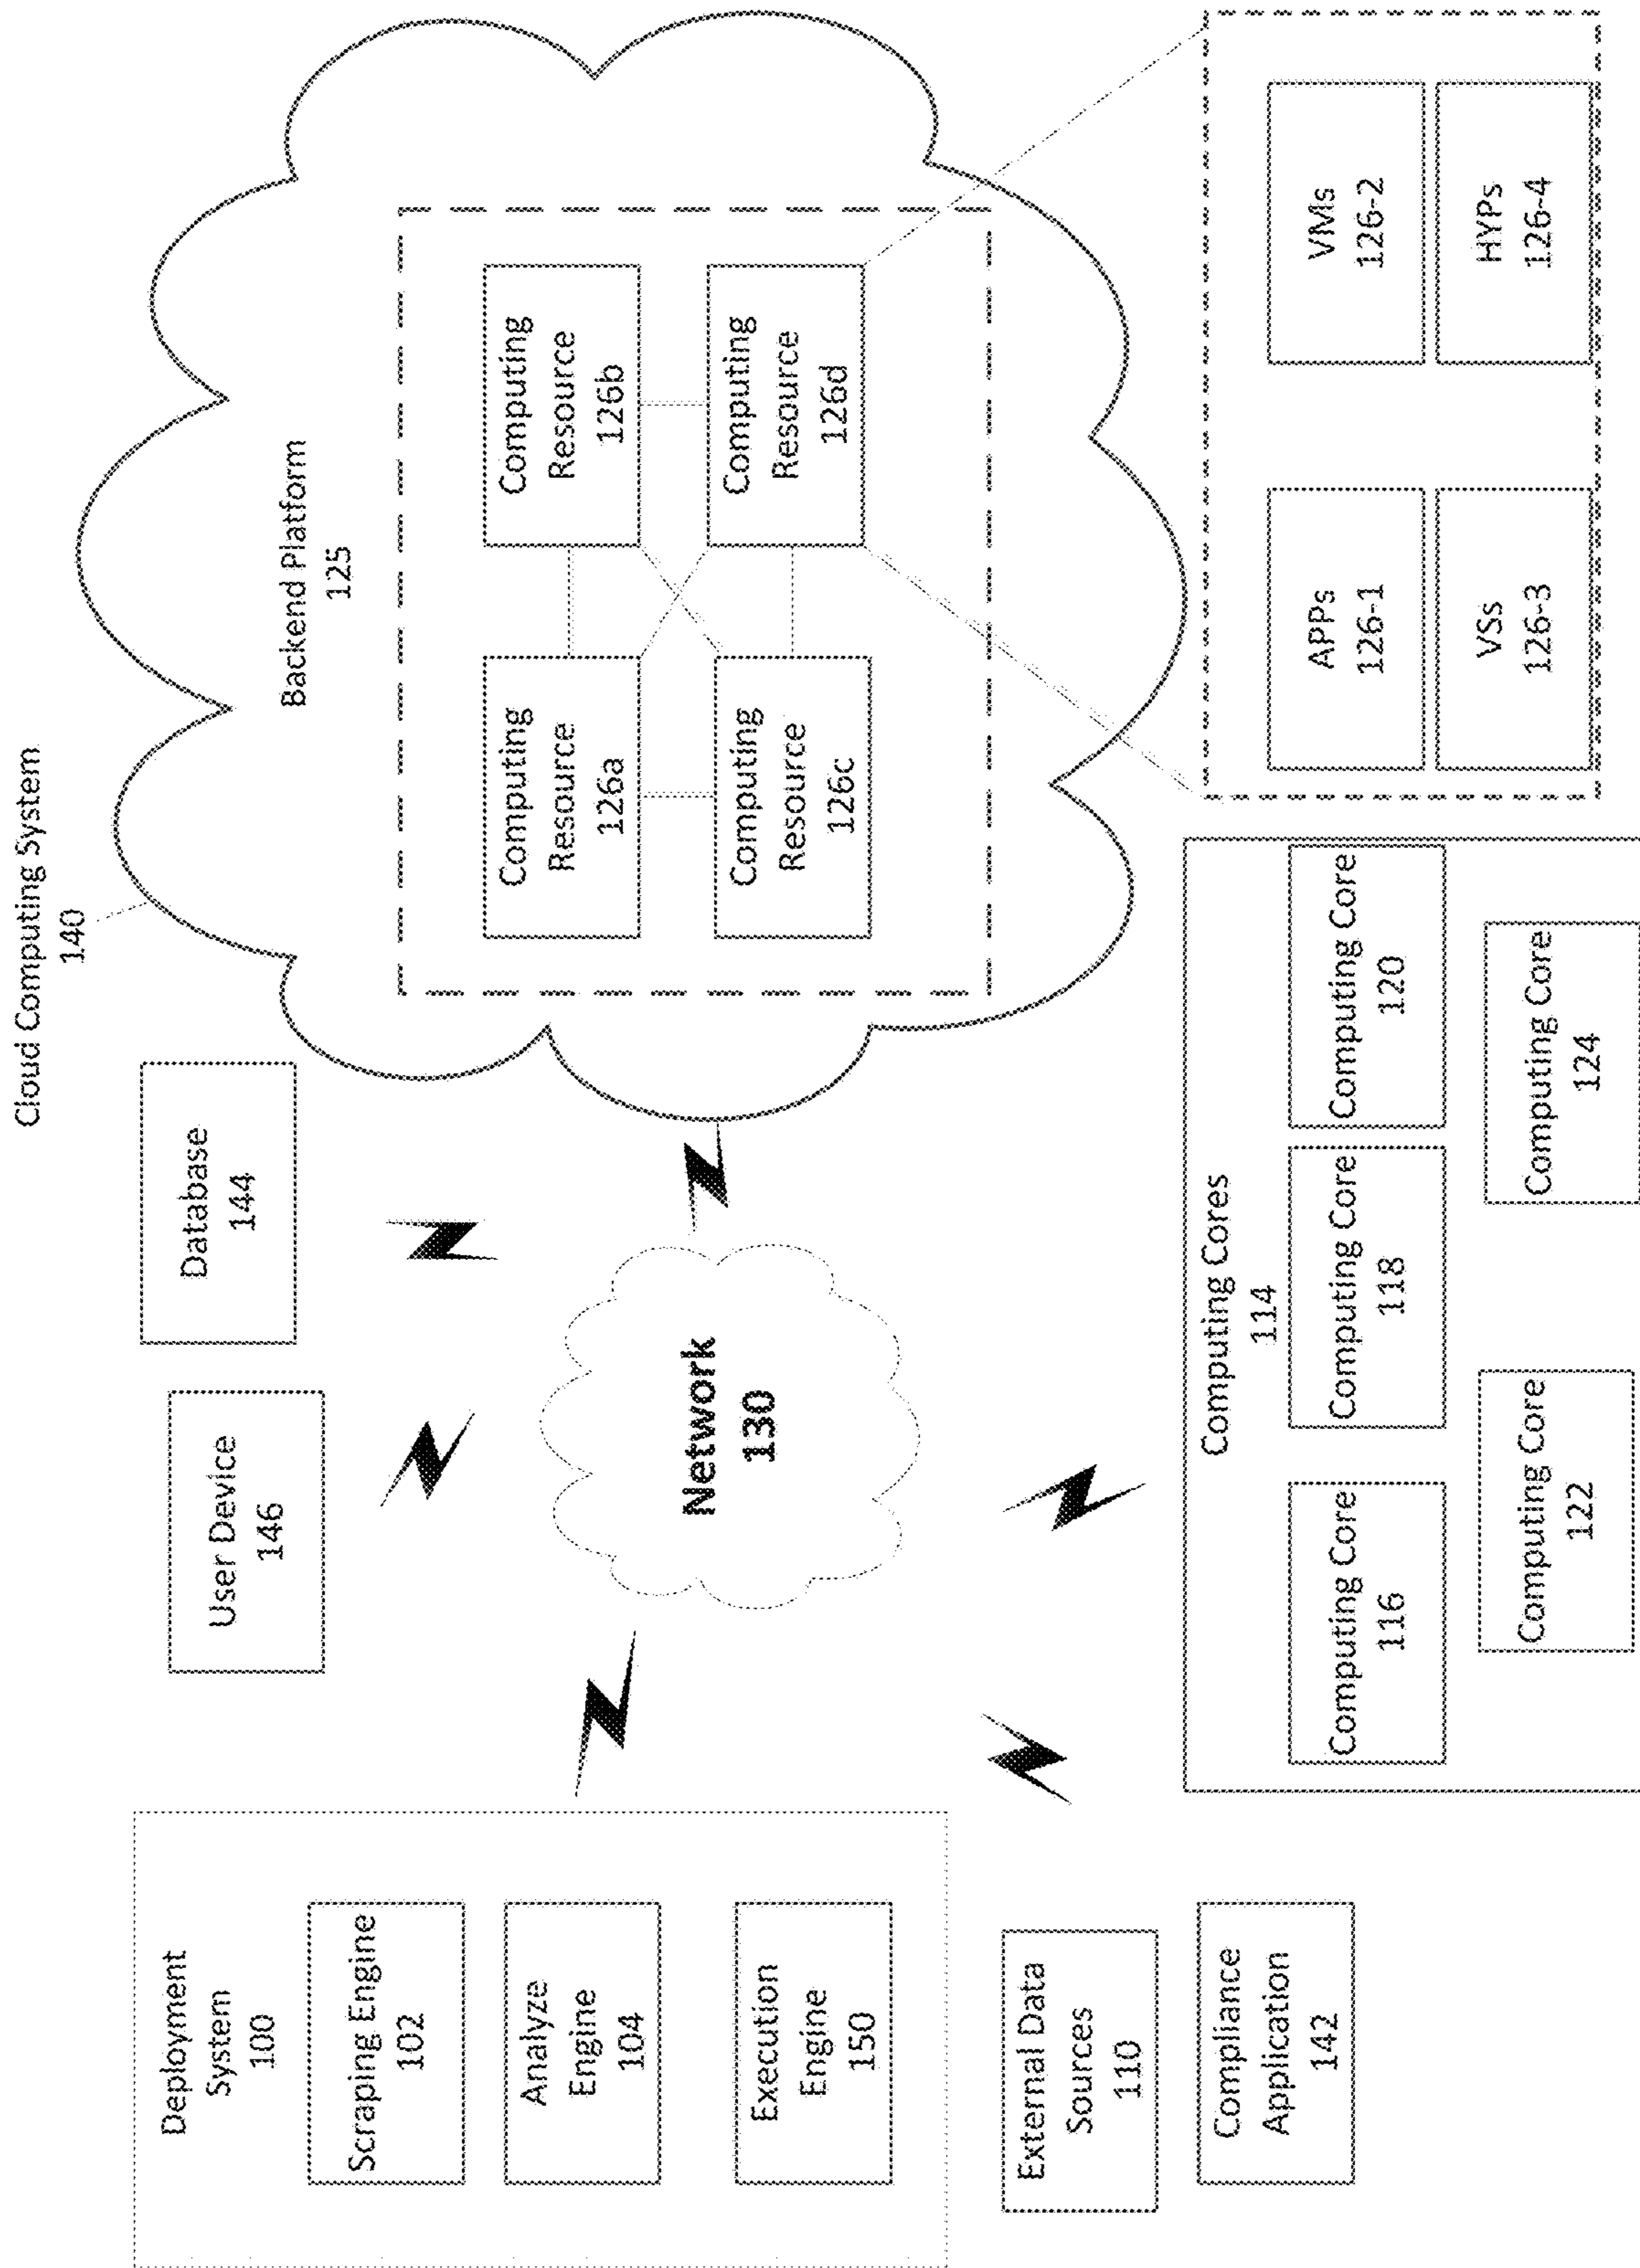 Cloud Computing System
140
Deployment
System
100
Scraping Engine
102
Analyze
Engine
104
Execution
Engine
150
External Data
Sources
110
Compliance
Application
142
User Device
146
Database
144
Network
130
Backend Platform
125
Computing
Resource
126a
Computing
Resource
126b
Computing
Resource
126c
Computing
Resource
126d
Computing Cores
114
Computing Core
116
Computing Core
118
Computing Core
120
Computing Core
122
Computing Core
124
APPs
126-1
VMs
126-2
VSs
126-3
HYPs
126-4